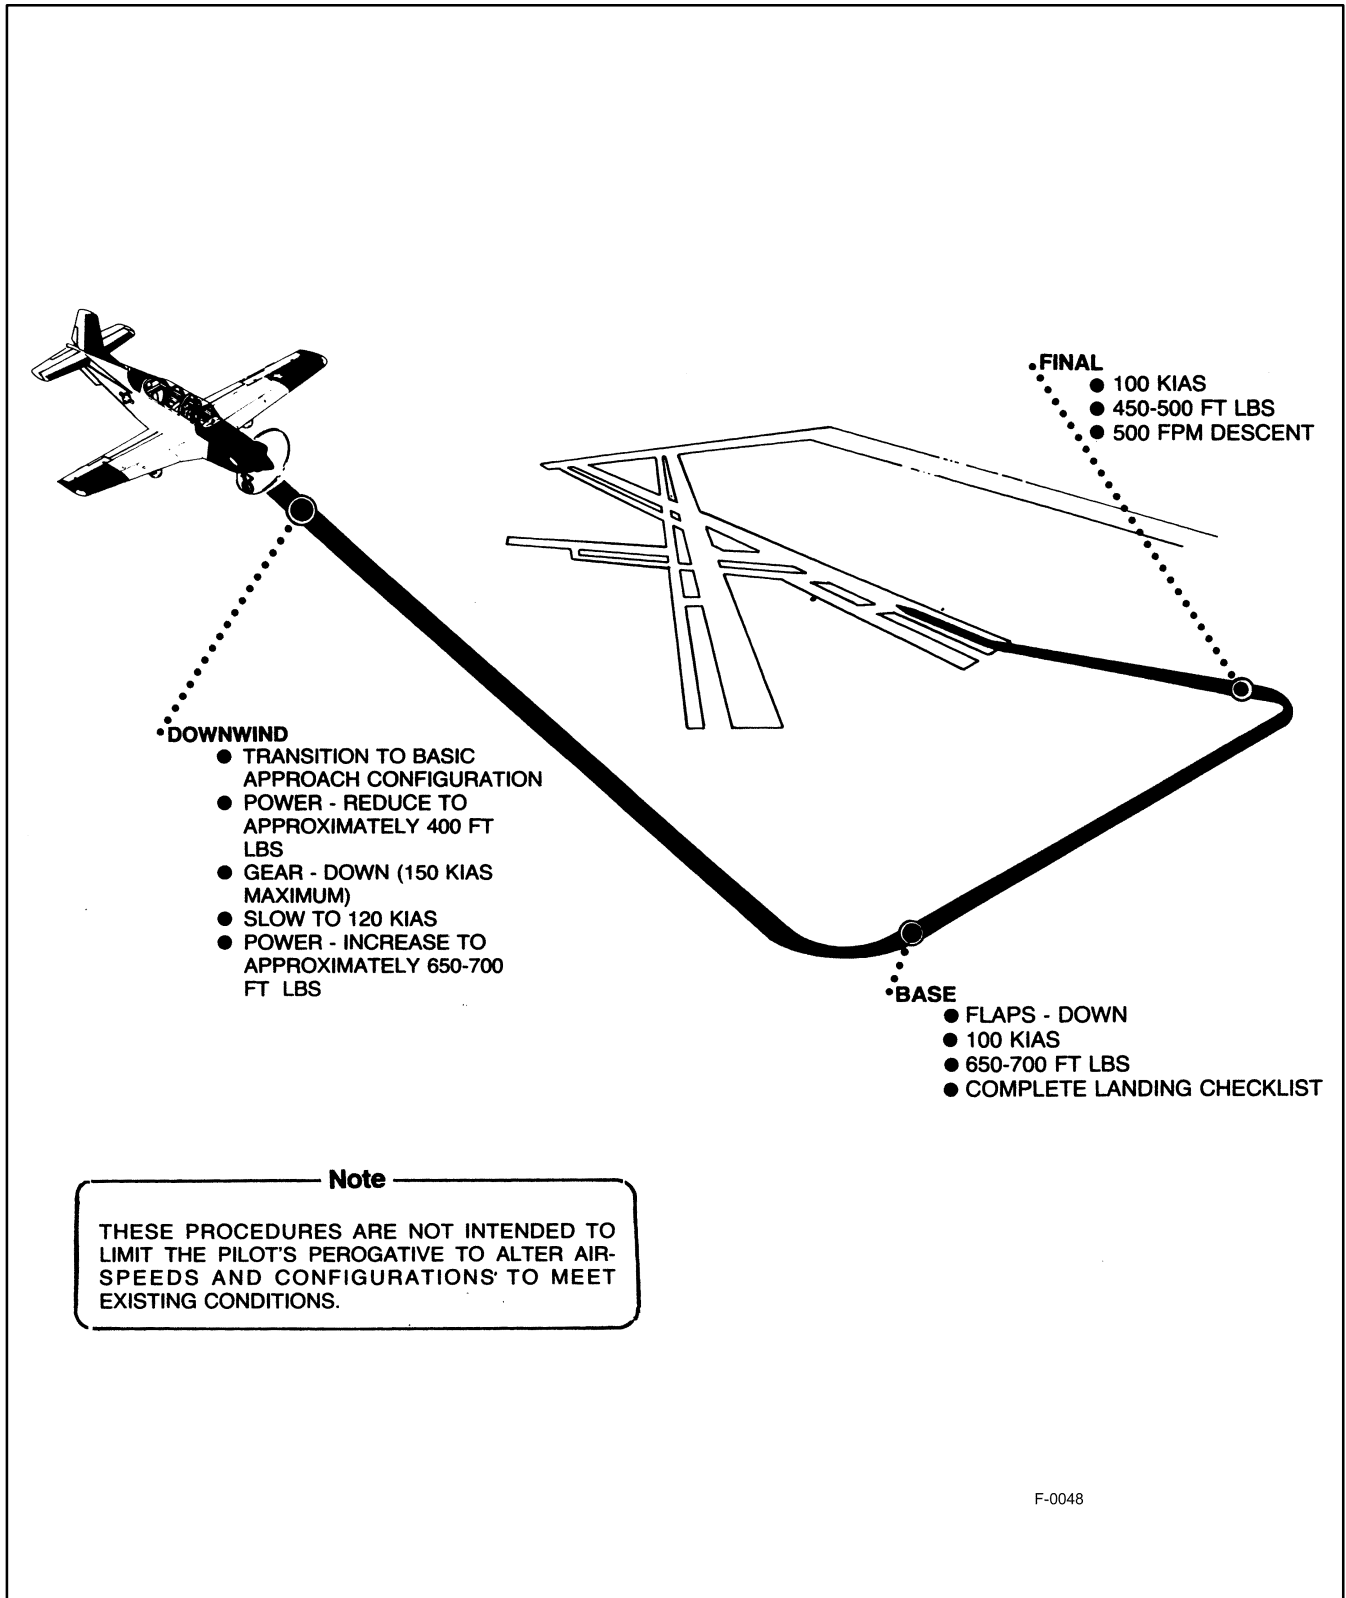 FINAL
● 100 KIAS
● 450-500 FT LBS
● 500 FPM DESCENT
DOWNWIND
● TRANSITION TO BASIC
APPROACH CONFIGURATION
● POWER - REDUCE TO
APPROXIMATELY 400 FT
LBS
● GEAR - DOWN (150 KIAS
MAXIMUM)
● SLOW TO 120 KIAS
● POWER - INCREASE TO
APPROXIMATELY 650-700
FT LBS
BASE
● FLAPS - DOWN
● 100 KIAS
● 650-700 FT LBS
● COMPLETE LANDING CHECKLIST
Note
THESE PROCEDURES ARE NOT INTENDED TO
LIMIT THE PILOT'S PEROGATIVE TO ALTER AIR-
SPEEDS AND CONFIGURATIONS TO MEET
EXISTING CONDITIONS.
F-0048